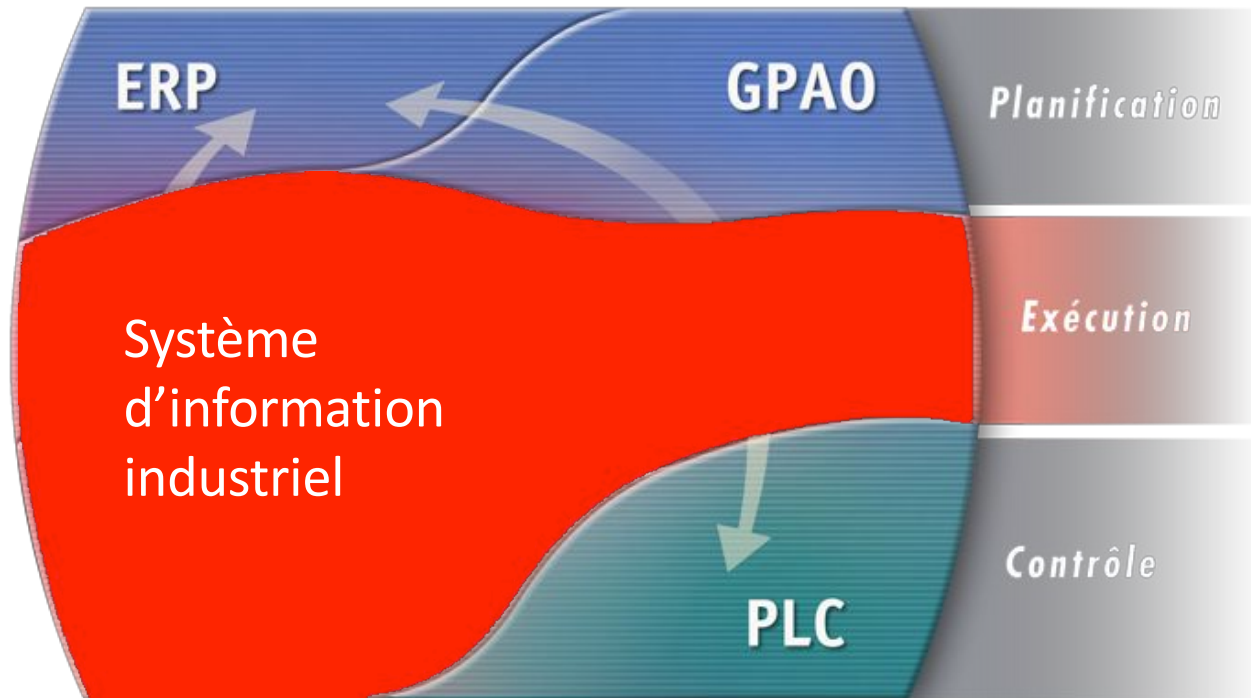 ERP
GPAO
Planification
Exécution
Système
d’information
industriel
Contrôle
PLC